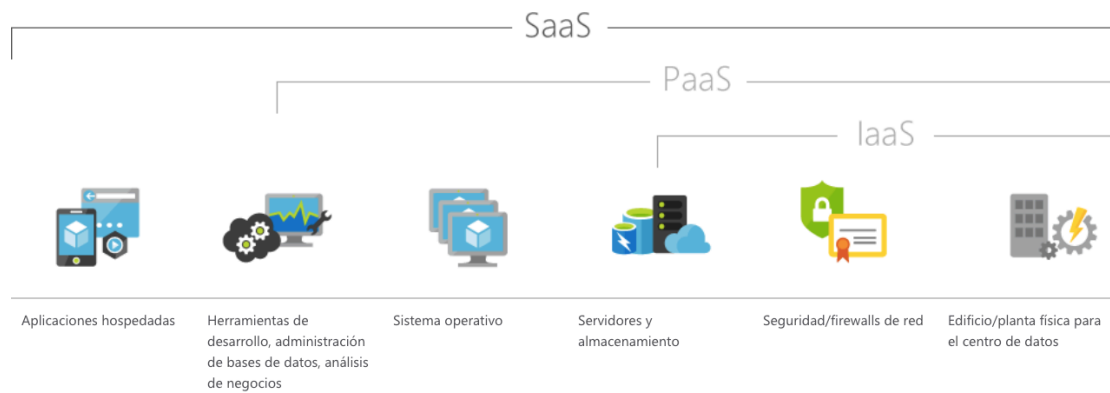 SaaS
PaaS
IaaS
Aplicaciones hospedadas
Herramientas de
desarrollo, administración
de bases de datos, análisis
de negocios
Sistema operativo
Servidores y
almacenamiento
Seguridad/firewalls de red
Edificio/planta física para
el centro de datos